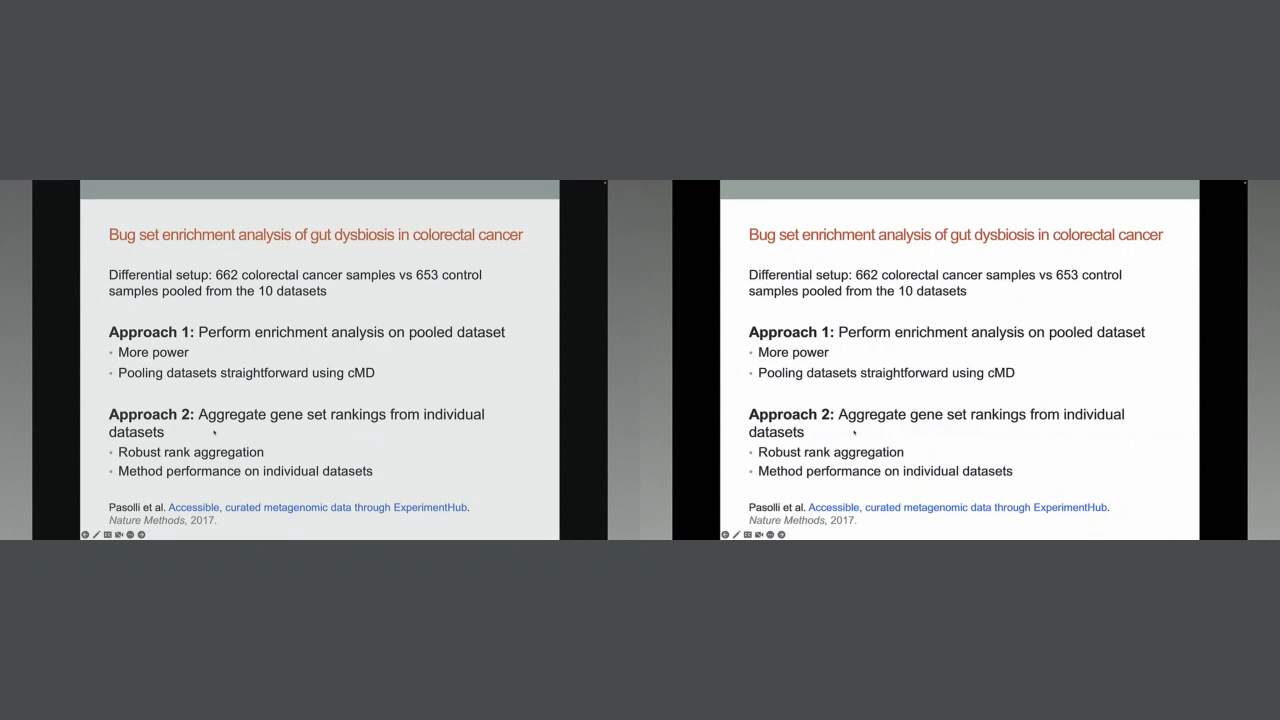 Bug set enrichment analysis of gut dysbiosis in colorectal cancer
Differential setup: 662 colorectal cancer samples vs 653 control
samples pooled from the 10 datasets
Approach 1: Perform enrichment analysis on pooled dataset
• More power
• Pooling datasets straightforward using cMD
Approach 2: Aggregate gene set rankings from individual
datasets
• Robust rank aggregation
• Method performance on individual datasets
Pasolli et al. Accessible, curated metagenomic data through ExperimentHub.
Nature Methods, 2017.
Bug set enrichment analysis of gut dysbiosis in colorectal cancer
Differential setup: 662 colorectal cancer samples vs 653 control
samples pooled from the 10 datasets
Approach 1: Perform enrichment analysis on pooled dataset
• More power
• Pooling datasets straightforward using cMD
Approach 2: Aggregate gene set rankings from individual
datasets
• Robust rank aggregation
• Method performance on individual datasets
Pasolli et al. Accessible, curated metagenomic data through ExperimentHub.
Nature Methods, 2017.